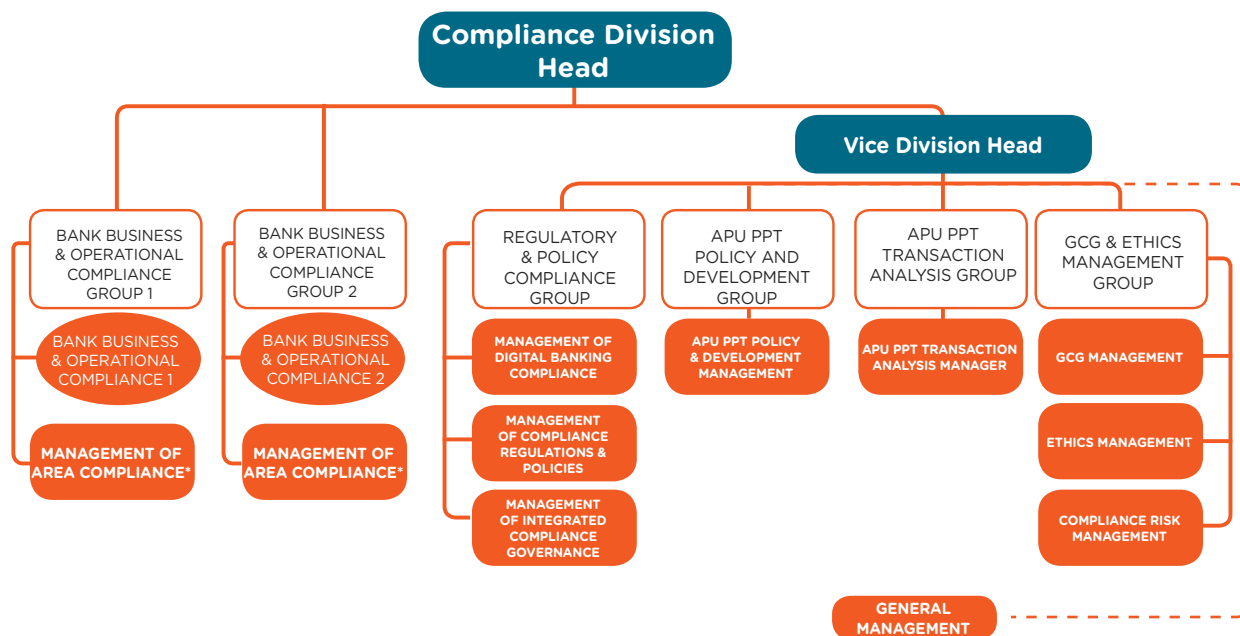 Compliance Division
Head
Vice Division Head
BANK BUSINESS
& OPERATIONAL
COMPLIANCE
GROUP 1
BANK BUSINESS
& OPERATIONAL
COMPLIANCE
GROUP 2
REGULATORY
& POLICY
COMPLIANCE
GROUP
APU PPT
POLICY AND
DEVELOPMENT
GROUP
APU PPT
TRANSACTION
ANALYSIS GROUP
GCG & ETHICS
MANAGEMENT
GROUP
BANK BUSINESS
& OPERATIONAL
COMPLIANCE 1
BANK BUSINESS
& OPERATIONAL
COMPLIANCE 2
MANAGEMENT OF
DIGITAL BANKING
COMPLIANCE
APU PPT POLICY
& DEVELOPMENT
MANAGEMENT
APU PPT TRANSACTION
ANALYSIS MANAGER
GCG MANAGEMENT
MANAGEMENT OF
AREA COMPLIANCE*
MANAGEMENT OF
AREA COMPLIANCE*
MANAGEMENT
OF COMPLIANCE
REGULATIONS &
POLICIES
ETHICS MANAGEMENT
MANAGEMENT
OF INTEGRATED
COMPLIANCE
GOVERNANCE
COMPLIANCE RISK
MANAGEMENT
GENERAL
MANAGEMENT